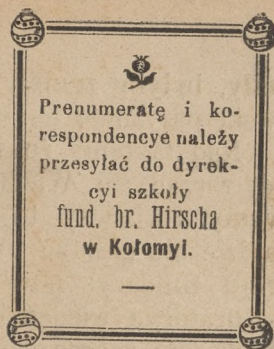 Prenumeratę i ko-
respondencye należy
przesyłać do dyrek-
cyi szkoły
fund. br. Hirscha
w Kołomyi.